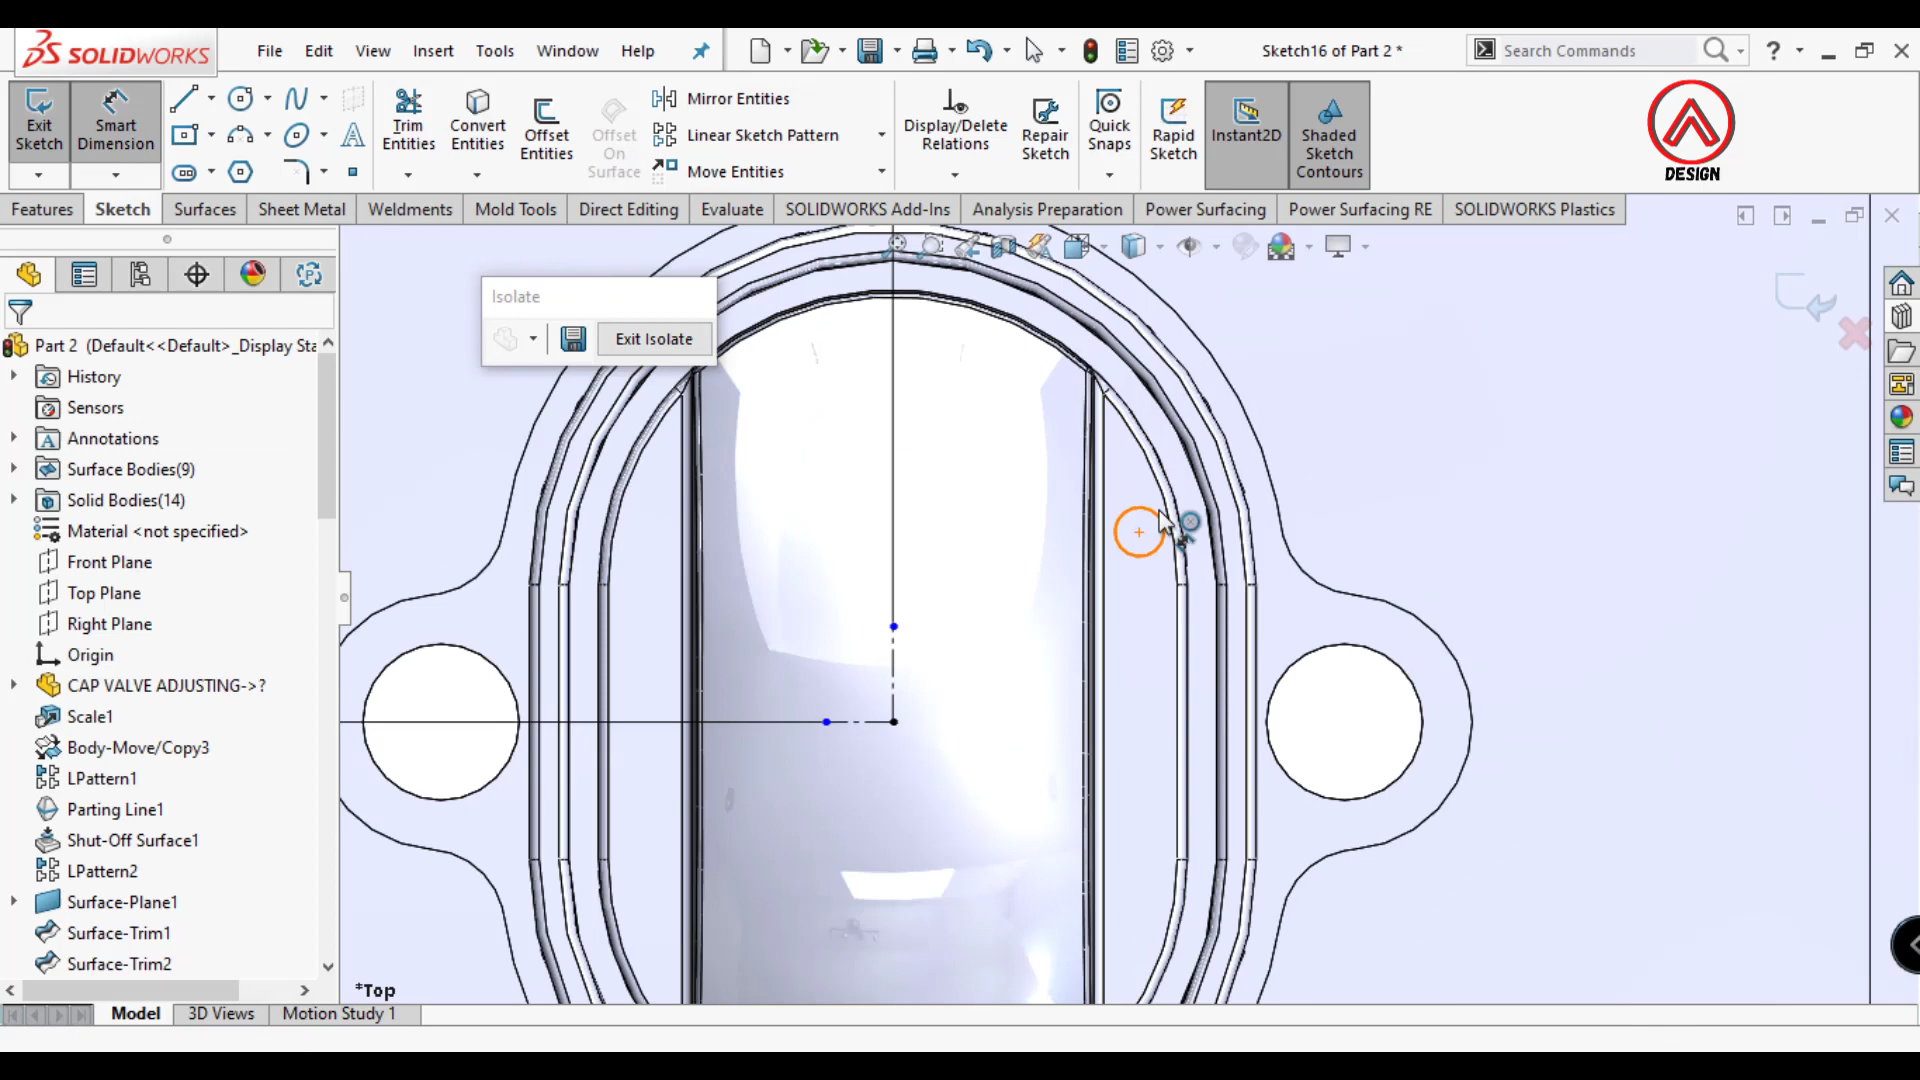 SOLIDWORKS
File Edit View Insert Tools Window Help
Sketch16 of Part 2 *
Search Commands
?
Exit Sketch
Smart Dimension
Trim Entities
Convert Entities
Offset Entities
Offset On Surface
Mirror Entities
Linear Sketch Pattern
Move Entities
Display/Delete Relations
Repair Sketch
Quick Snaps
Rapid Sketch
Instant2D
Shaded Sketch Contours
DESIGN
Features Sketch Surfaces Sheet Metal Weldments Mold Tools Direct Editing Evaluate SOLIDWORKS Add-Ins Analysis Preparation Power Surfacing Power Surfacing RE SOLIDWORKS Plastics
Isolate
Exit Isolate
Part 2 (Default<<Default>_Display Sta
History
Sensors
Annotations
Surface Bodies(9)
Solid Bodies(14)
Material <not specified>
Front Plane
Top Plane
Right Plane
Origin
CAP VALVE ADJUSTING->?
Scale1
Body-Move/Copy3
LPattern1
Parting Line1
Shut-Off Surface1
LPattern2
Surface-Plane1
Surface-Trim1
Surface-Trim2
*Top
Model 3D Views Motion Study 1